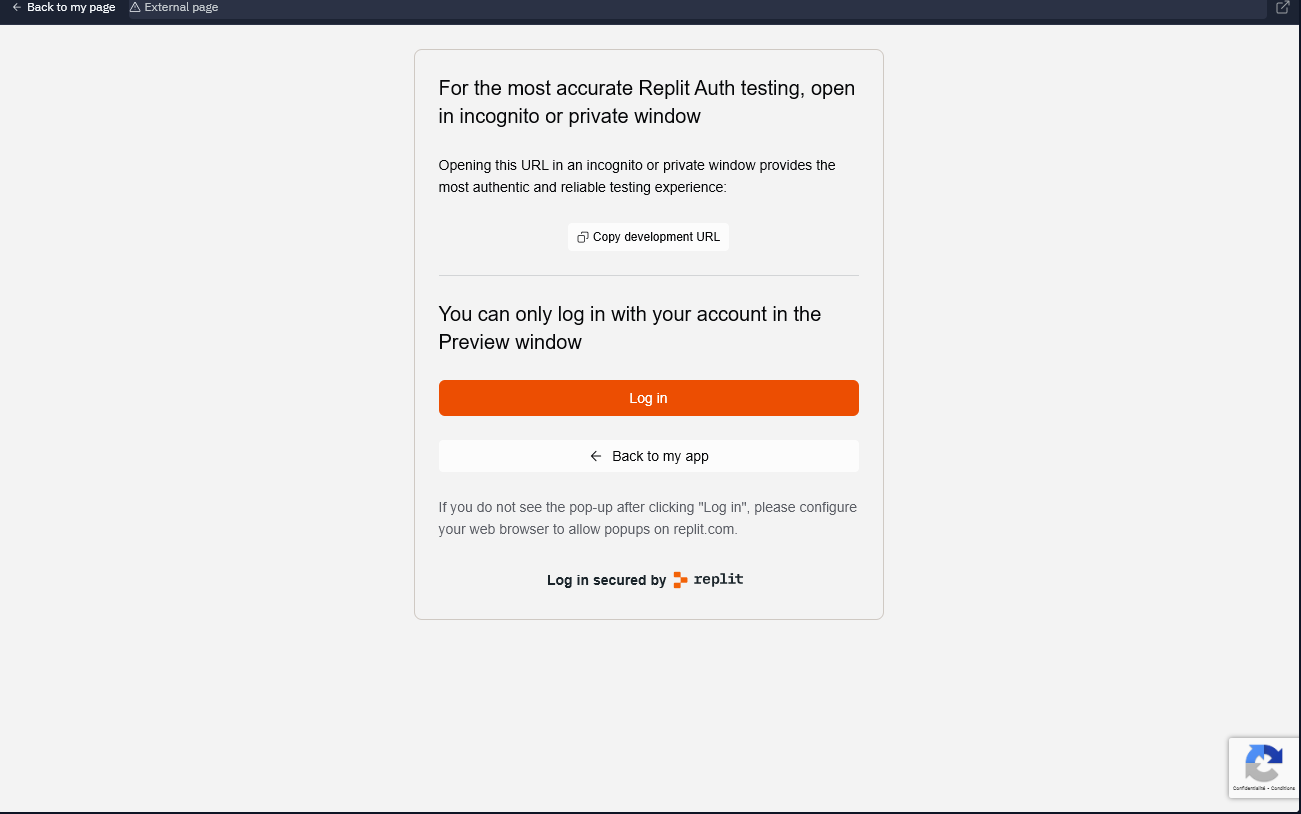 Back to my page
External page
For the most accurate Replit Auth testing, open
in incognito or private window
Opening this URL in an incognito or private window provides the
most authentic and reliable testing experience:
Copy development URL
You can only log in with your account in the
Preview window
Log in
Back to my app
If you do not see the pop-up after clicking "Log in", please configure
your web browser to allow popups on replit.com.
Log in secured by replit
Confidentialité - Conditions